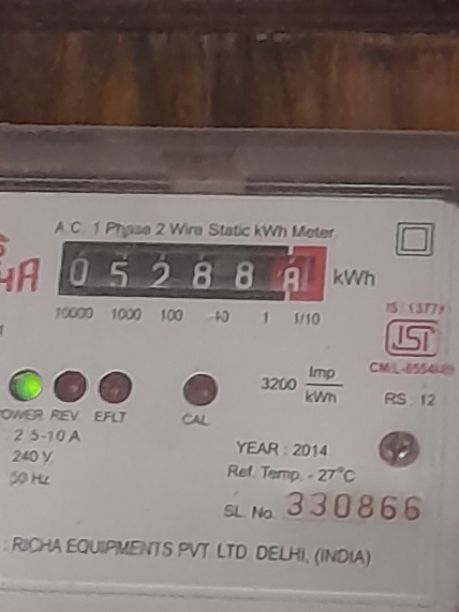 A.C. 1 Phase 2 Wire Static kWh Meter
0 5 2 8 8 8 kWh
10000 1000 100 10 1 1/10
IS : 13779
ISI
3200 Imp/kWh
RS : 12
REV. EFLT CAL
2.5-10 A
240 V.
50 Hz
YEAR : 2014
Ref. Temp. - 27°C
SL. No. 330866
RICHA EQUIPMENTS PVT. LTD. DELHI, (INDIA)